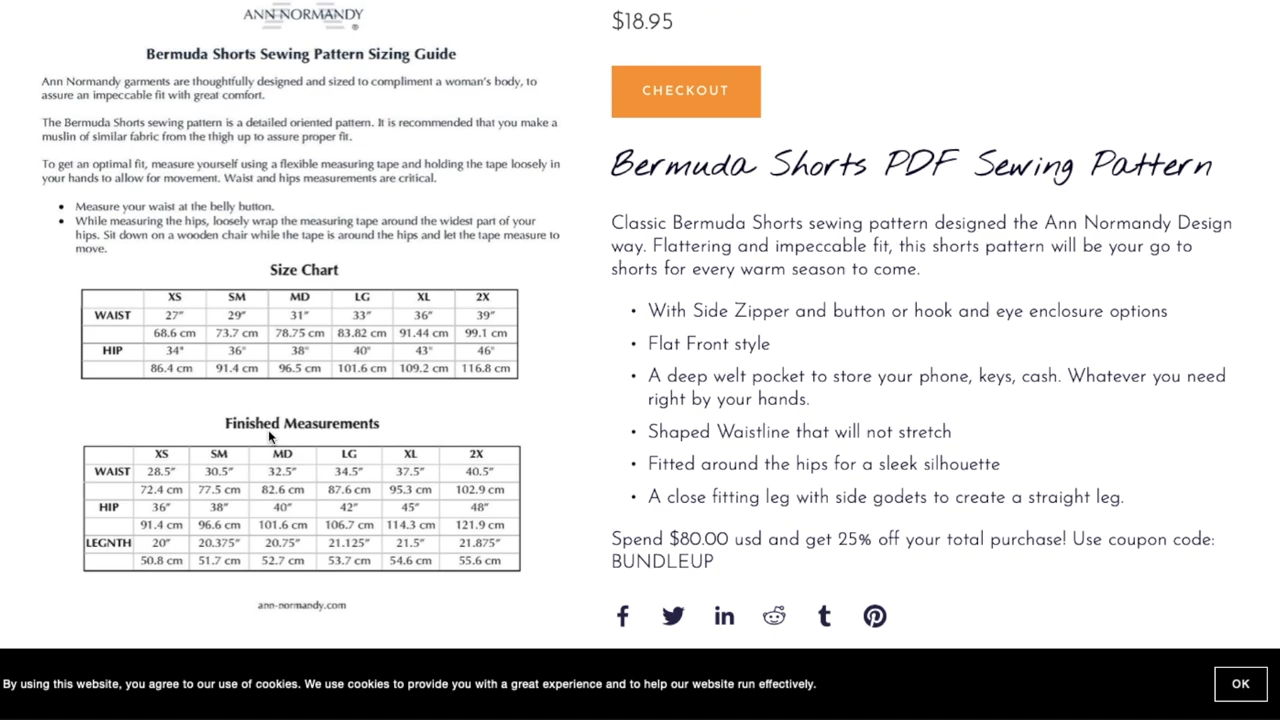 ANN NORMANDY
®
Bermuda Shorts Sewing Pattern Sizing Guide
Ann Normandy garments are thoughtfully designed and sized to compliment a woman's body, to
assure an impeccable fit with great comfort.
The Bermuda Shorts sewing pattern is a detailed oriented pattern. It is recommended that you make a
muslin of similar fabric from the thigh up to assure proper fit.
To get an optimal fit, measure yourself using a flexible measuring tape and holding the tape loosely in
your hands to allow for movement. Waist and hips measurements are critical.
• Measure your waist at the belly button.
• While measuring the hips, loosely wrap the measuring tape around the widest part of your
hips. Sit down on a wooden chair while the tape is around the hips and let the tape measure to
move.
Size Chart
XS SM MD LG XL 2X
WAIST 27" 29" 31" 33" 36" 39"
68.6 cm 73.7 cm 78.75 cm 83.82 cm 91.44 cm 99.1 cm
HIP 34" 36" 38" 40" 43" 46"
86.4 cm 91.4 cm 96.5 cm 101.6 cm 109.2 cm 116.8 cm
Finished Measurements
XS SM MD LG XL 2X
WAIST 28.5" 30.5" 32.5" 34.5" 37.5" 40.5"
72.4 cm 77.5 cm 82.6 cm 87.6 cm 95.3 cm 102.9 cm
HIP 36" 38" 40" 42" 45" 48"
91.4 cm 96.6 cm 101.6 cm 106.7 cm 114.3 cm 121.9 cm
LEGNTH 20" 20.375" 20.75" 21.125" 21.5" 21.875"
50.8 cm 51.7 cm 52.7 cm 53.7 cm 54.6 cm 55.6 cm
ann-normandy.com
$18.95
CHECKOUT
Bermuda Shorts PDF Sewing Pattern
Classic Bermuda Shorts sewing pattern designed the Ann Normandy Design
way. Flattering and impeccable fit, this shorts pattern will be your go to
shorts for every warm season to come.
• With Side Zipper and button or hook and eye enclosure options
• Flat Front style
• A deep welt pocket to store your phone, keys, cash. Whatever you need
right by your hands.
• Shaped Waistline that will not stretch
• Fitted around the hips for a sleek silhouette
• A close fitting leg with side godets to create a straight leg.
Spend $80.00 usd and get 25% off your total purchase! Use coupon code:
BUNDLEUP
By using this website, you agree to our use of cookies. We use cookies to provide you with a great experience and to help our website run effectively.
OK